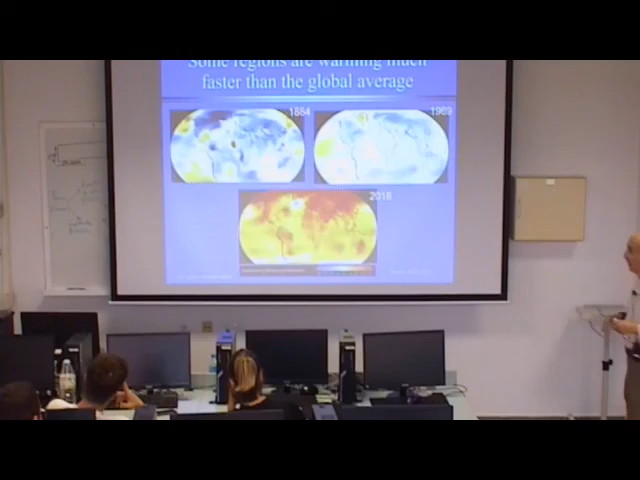 Some regions are warming much
faster than the global average
1884
1969
2018